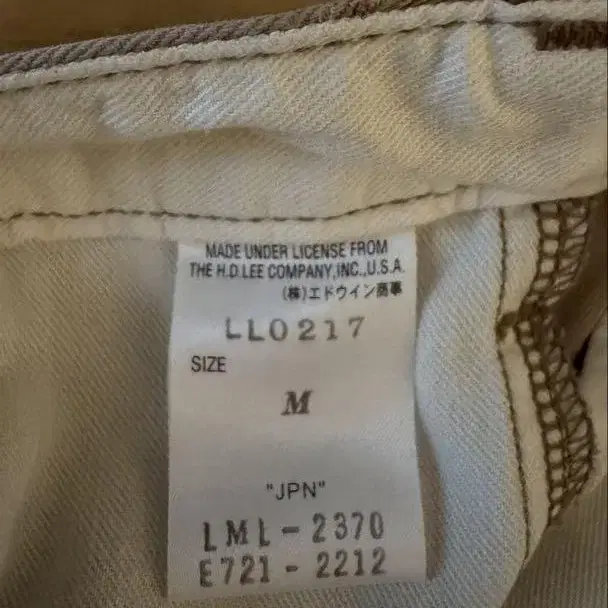 MADE UNDER LICENSE FROM
THE H.D.LEE COMPANY,INC.,U.S.A.
(株)エドウイン商事
LL0217
SIZE
M
"JPN"
LML-2370
E721-2212